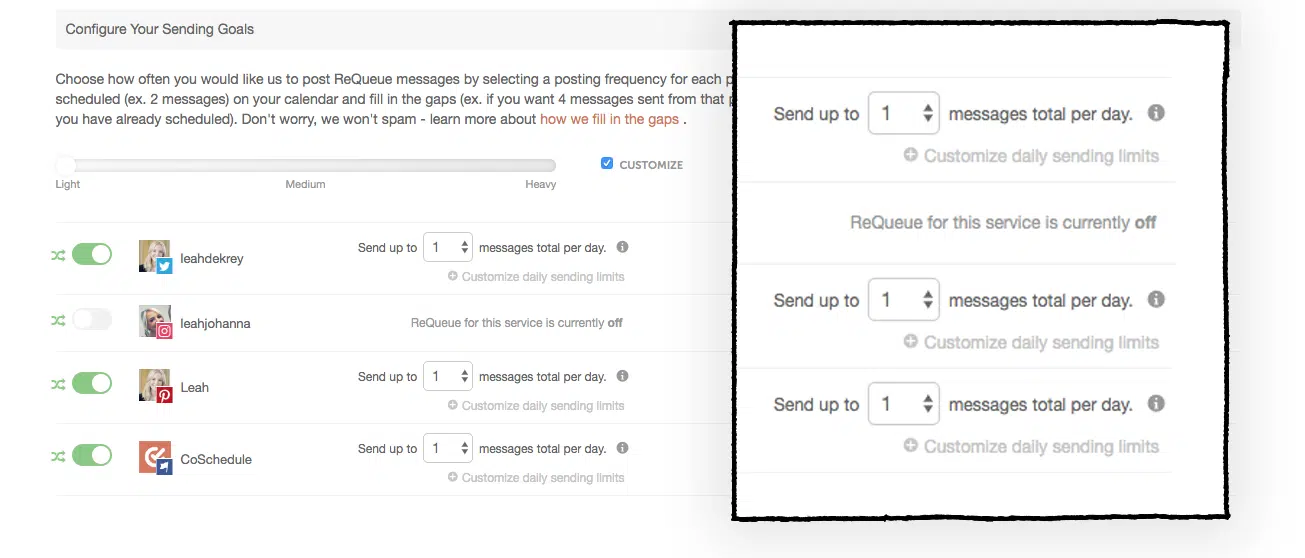 Configure Your Sending Goals
Choose how often you would like us to post ReQueue messages by selecting a posting frequency for each
scheduled (ex. 2 messages) on your calendar and fill in the gaps (ex. if you want 4 messages sent from that
you have already scheduled). Don't worry, we won't spam - learn more about how we fill in the gaps .
CUSTOMIZE
Light Medium Heavy
leahdekrey Send up to 1 messages total per day.
Customize daily sending limits
leahjohanna ReQueue for this service is currently off
Leah Send up to 1 messages total per day.
Customize daily sending limits
CoSchedule Send up to 1 messages total per day.
Customize daily sending limits
Send up to 1 messages total per day.
Customize daily sending limits
ReQueue for this service is currently off
Send up to 1 messages total per day.
Customize daily sending limits
Send up to 1 messages total per day.
Customize daily sending limits